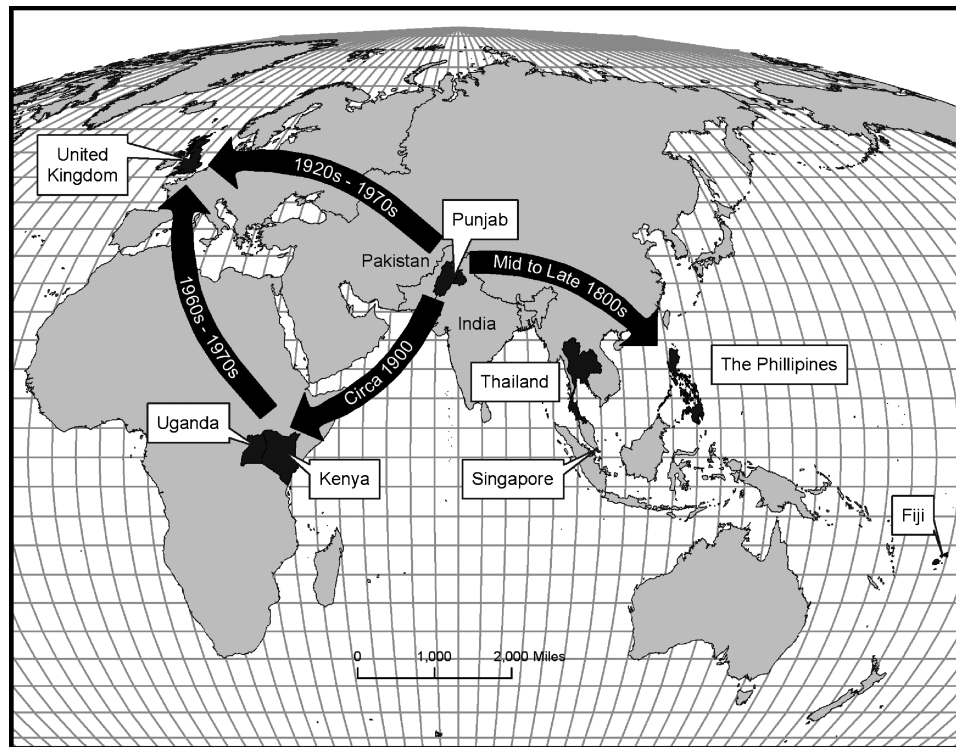 United
Kingdom
1920s - 1970s
Punjab
Pakistan
Mid to Late 1800s
1960s - 1970s
India
Circa 1900
The Phillipines
Thailand
Uganda
Kenya
Singapore
Fiji
0 1,000 2,000 Miles